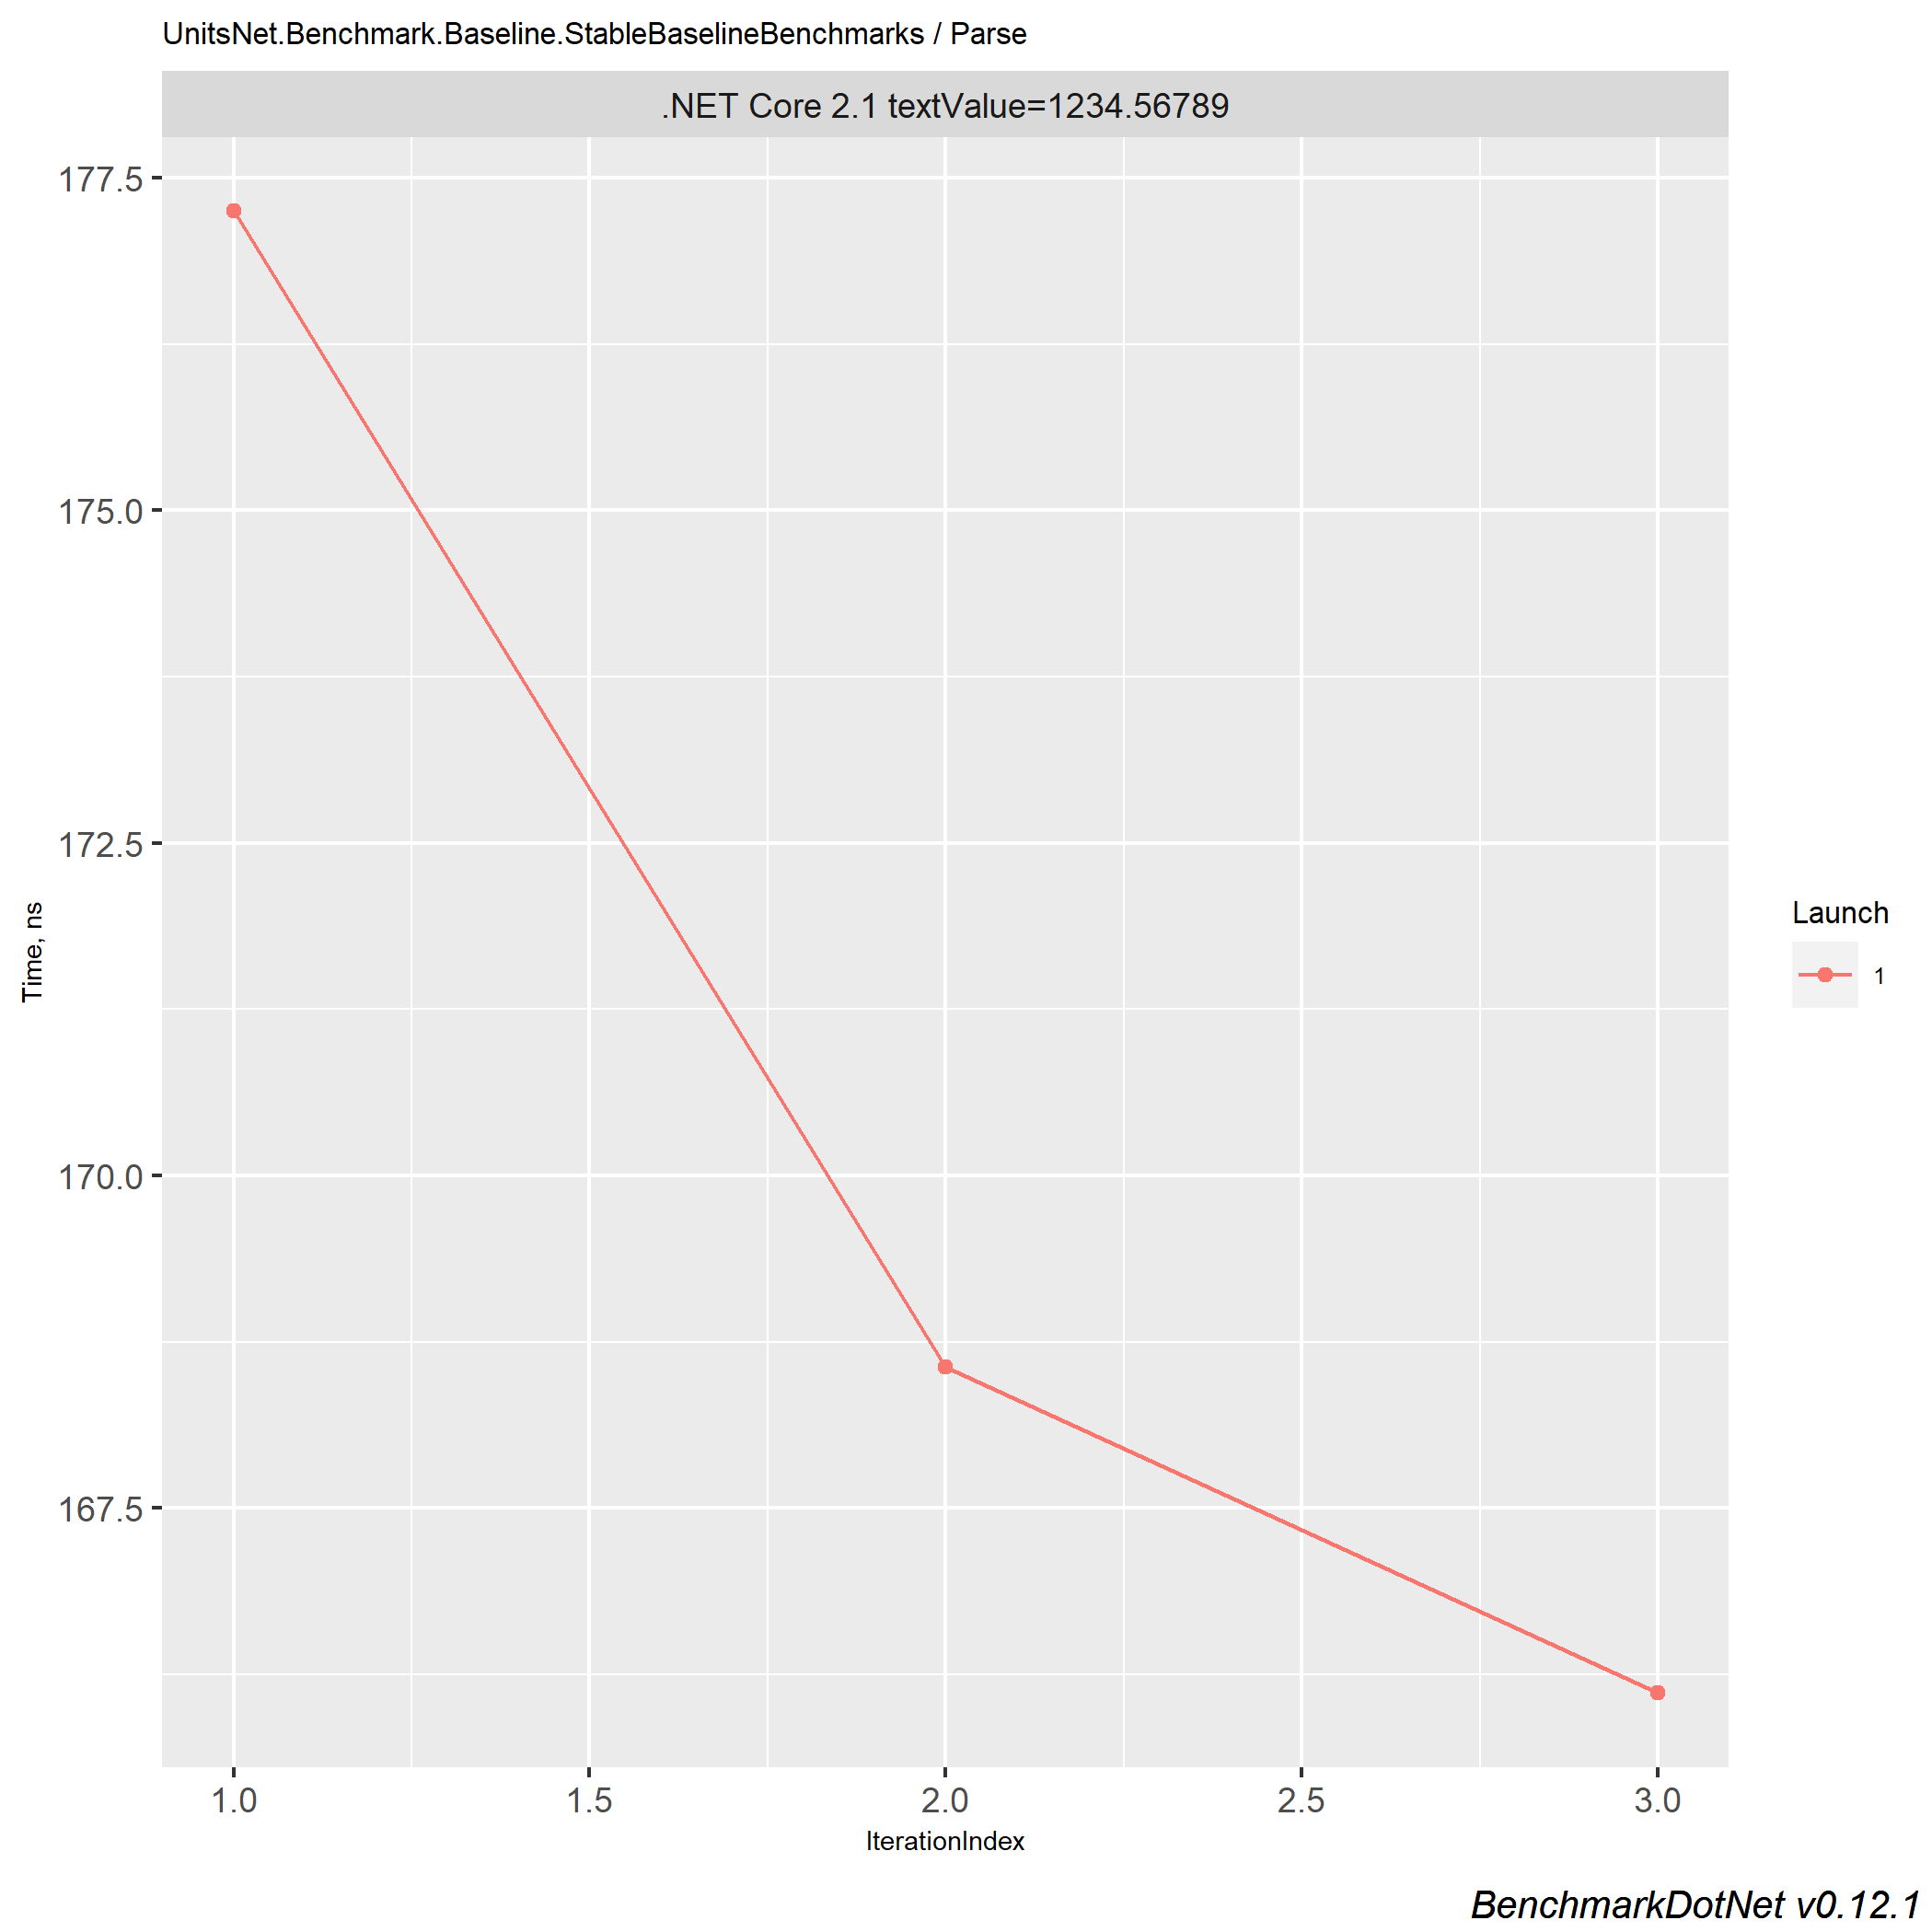 UnitsNet.Benchmark.Baseline.StableBaselineBenchmarks / Parse
.NET Core 2.1 textValue=1234.56789
177.5
175.0
172.5
170.0
167.5
Time, ns
1.0 1.5 2.0 2.5 3.0
IterationIndex
Launch
1
BenchmarkDotNet v0.12.1